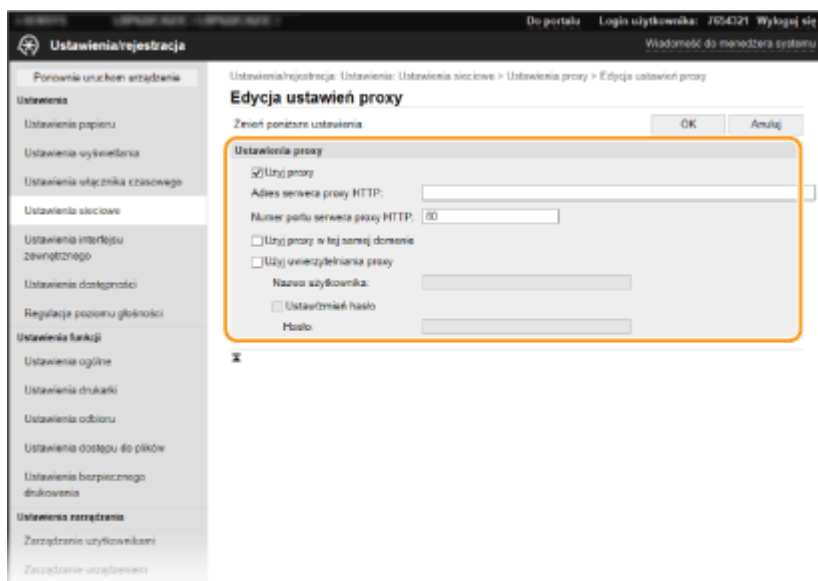 Do portalu Login użytkownika: 7654321 Wyloguj się
Ustawienia/rejestracja
Wiadomość do menedżera systemu
Ponownie uruchom urządzenie
Ustawienia
Ustawienia papieru
Ustawienia wyświetlania
Ustawienia włącznika czasowego
Ustawienia sieciowe
Ustawienia interfejsu
zewnętrznego
Ustawienia dostępności
Regulacja poziomu głośności
Ustawienia funkcji
Ustawienia ogólne
Ustawienia drukarki
Ustawienia odbioru
Ustawienia dostępu do plików
Ustawienia bezpiecznego
drukowania
Ustawienia zarządzania
Zarządzanie użytkownikami
Zarządzanie urządzeniem
Ustawienia/rejestracja: Ustawienia: Ustawienia sieciowe > Ustawienia proxy > Edycja ustawień proxy
Edycja ustawień proxy
Zmień poniższe ustawienia. OK Anuluj
Ustawienia proxy
Użyj proxy
Adres serwera proxy HTTP:
Numer portu serwera proxy HTTP: 80
Użyj proxy w tej samej domenie
Użyj uwierzytelniania proxy
Nazwa użytkownika:
Ustaw/zmień hasło
Hasło: